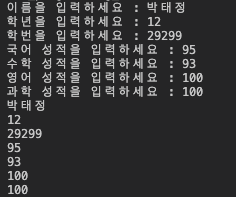 이름을 입력하세요 : 박태정
학년을 입력하세요 : 12
학번을 입력하세요 : 29299
국어 성적을 입력하세요 : 95
수학 성적을 입력하세요 : 93
영어 성적을 입력하세요 : 100
과학 성적을 입력하세요 : 100
박태정
12
29299
95
93
100
100